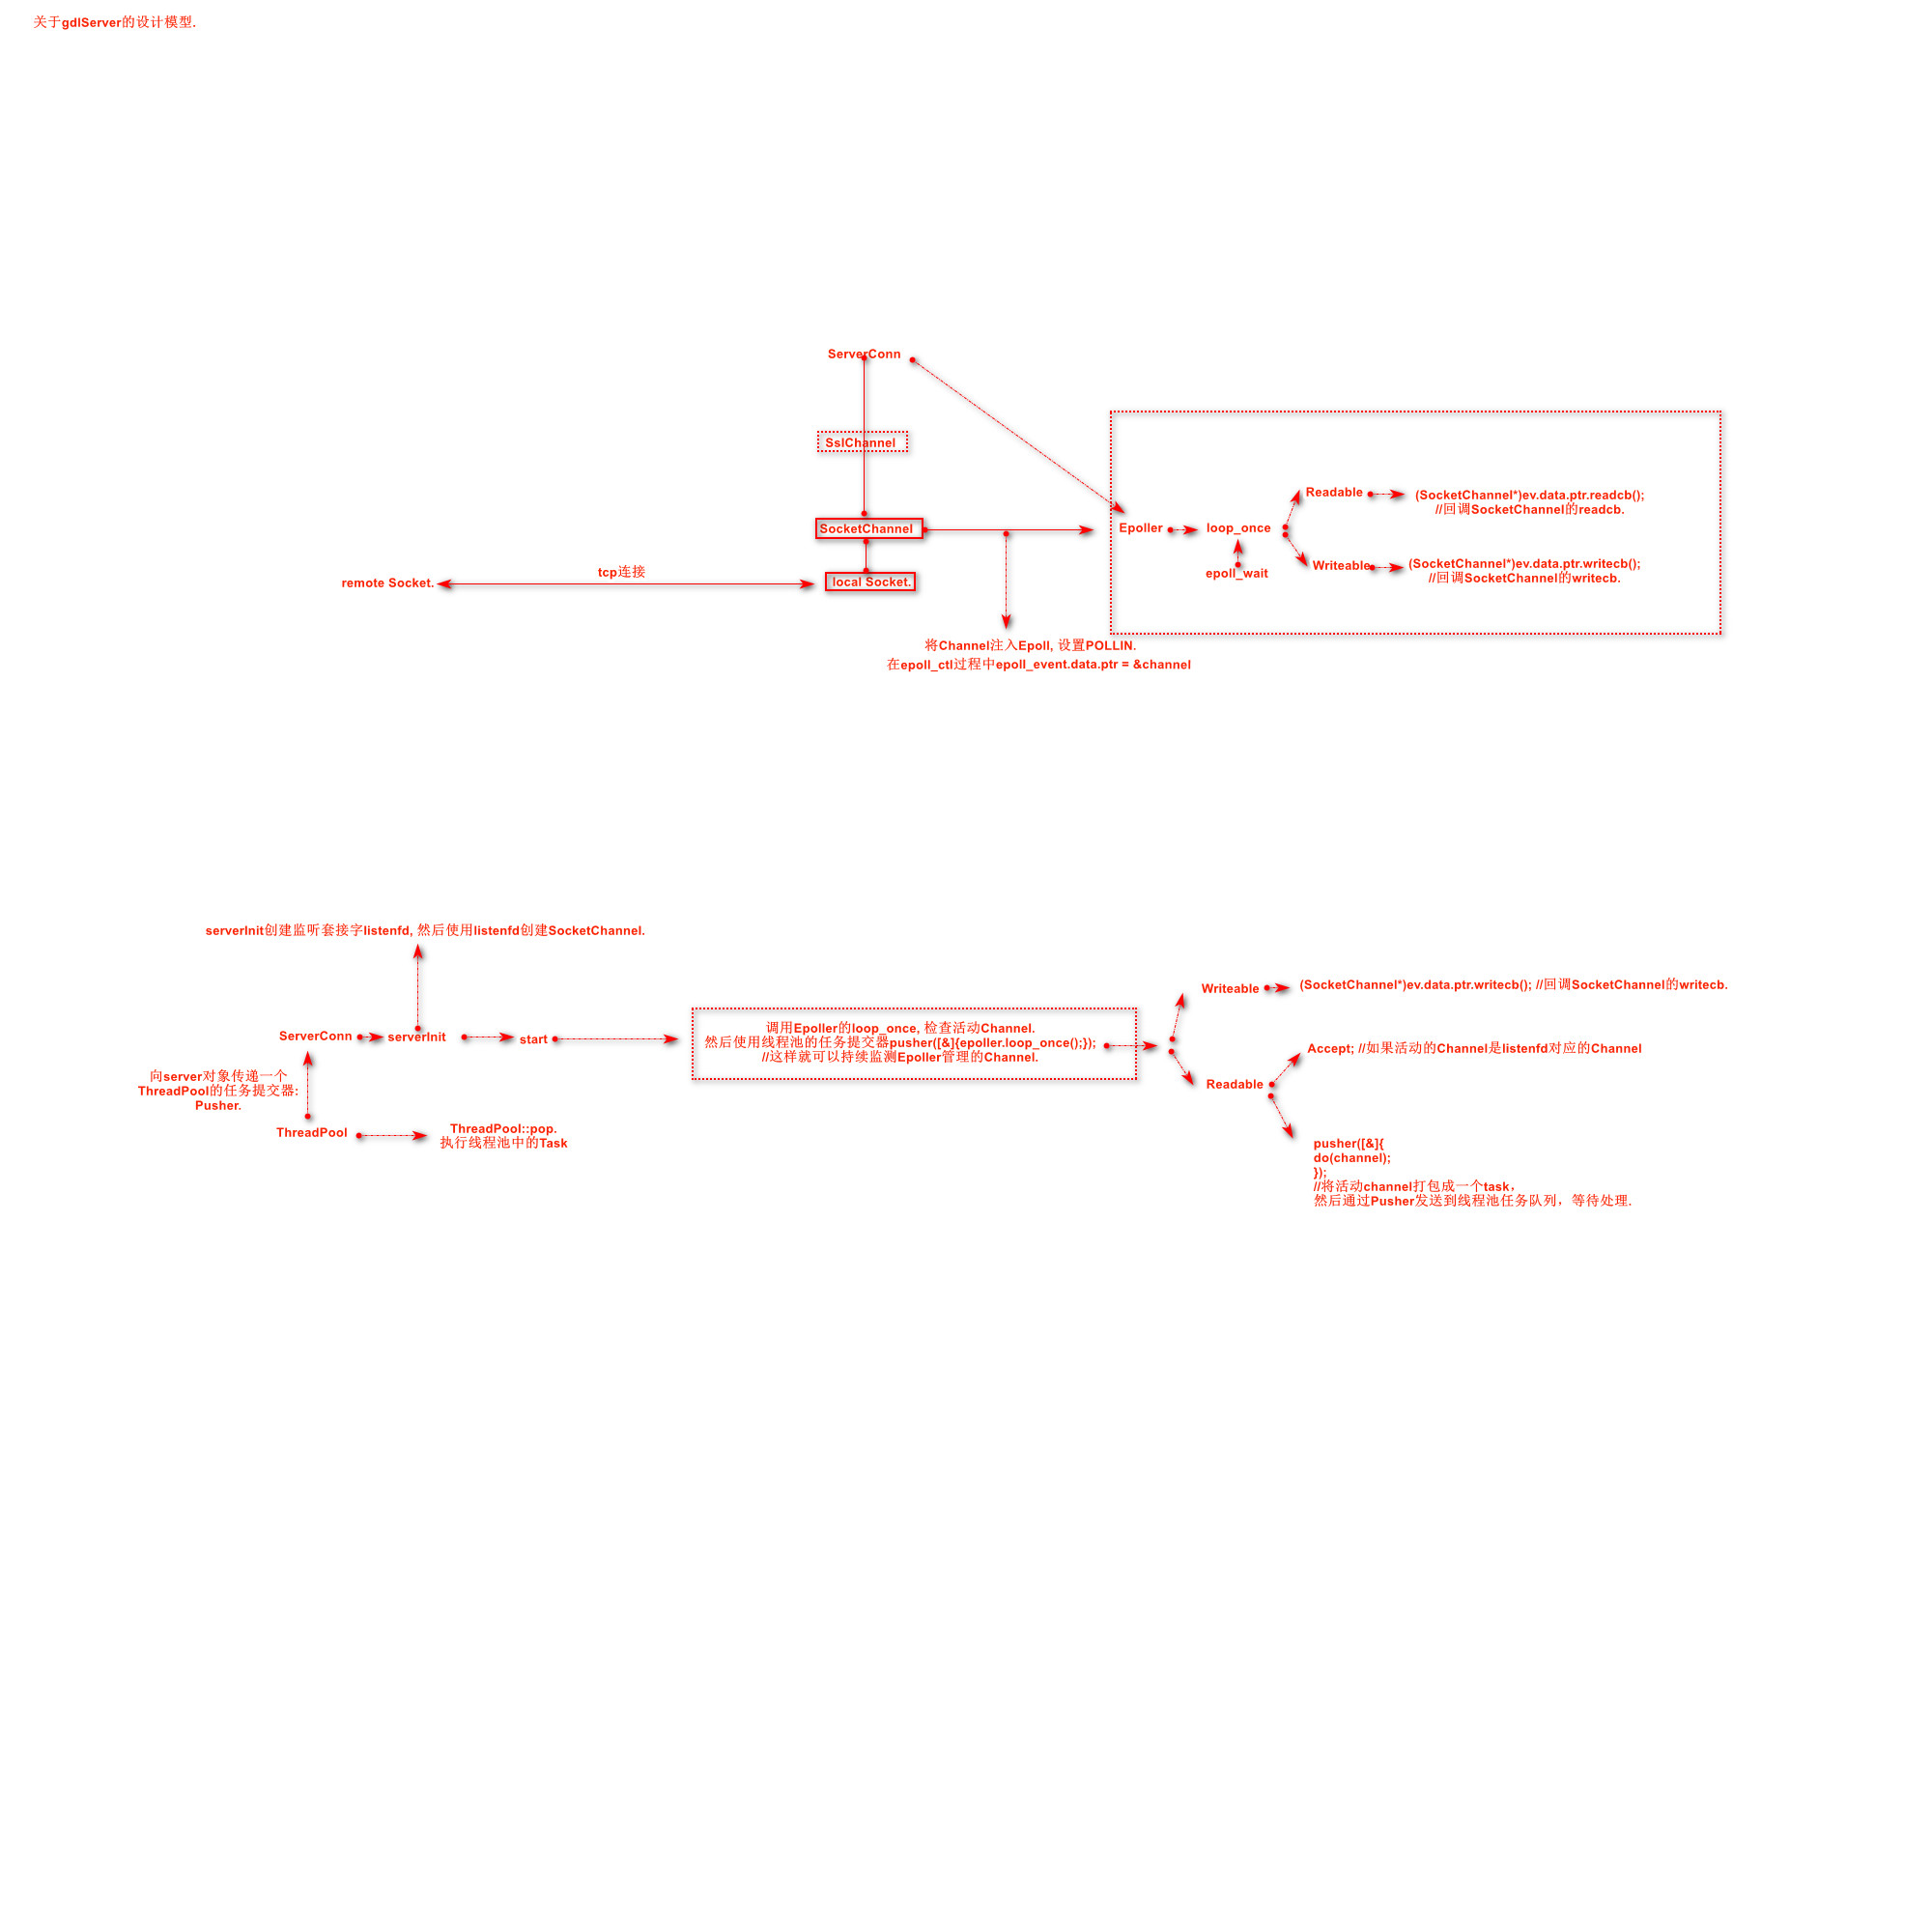 关于gdlServer的设计模型.
ServerConn
SslChannel
SocketChannel
local Socket.
remote Socket.
tcp连接
Epoller
loop_once
epoll_wait
Readable
(SocketChannel*)ev.data.ptr.readcb();
//回调SocketChannel的readcb.
Writeable
(SocketChannel*)ev.data.ptr.writecb();
//回调SocketChannel的writecb.
将Channel注入Epoll, 设置POLLIN.
在epoll_ctl过程中epoll_event.data.ptr = &channel
serverInit创建监听套接字listenfd, 然后使用listenfd创建SocketChannel.
ServerConn
serverInit
start
向server对象传递一个
ThreadPool的任务提交器:
Pusher.
ThreadPool
ThreadPool::pop.
执行线程池中的Task
调用Epoller的loop_once, 检查活动Channel.
然后使用线程池的任务提交器pusher([&]{epoller.loop_once();});
//这样就可以持续监测Epoller管理的Channel.
Writeable
(SocketChannel*)ev.data.ptr.writecb(); //回调SocketChannel的writecb.
Readable
Accept; //如果活动的Channel是listenfd对应的Channel
pusher([&]{
do(channel);
});
//将活动channel打包成一个task，
然后通过Pusher发送到线程池任务队列，等待处理.